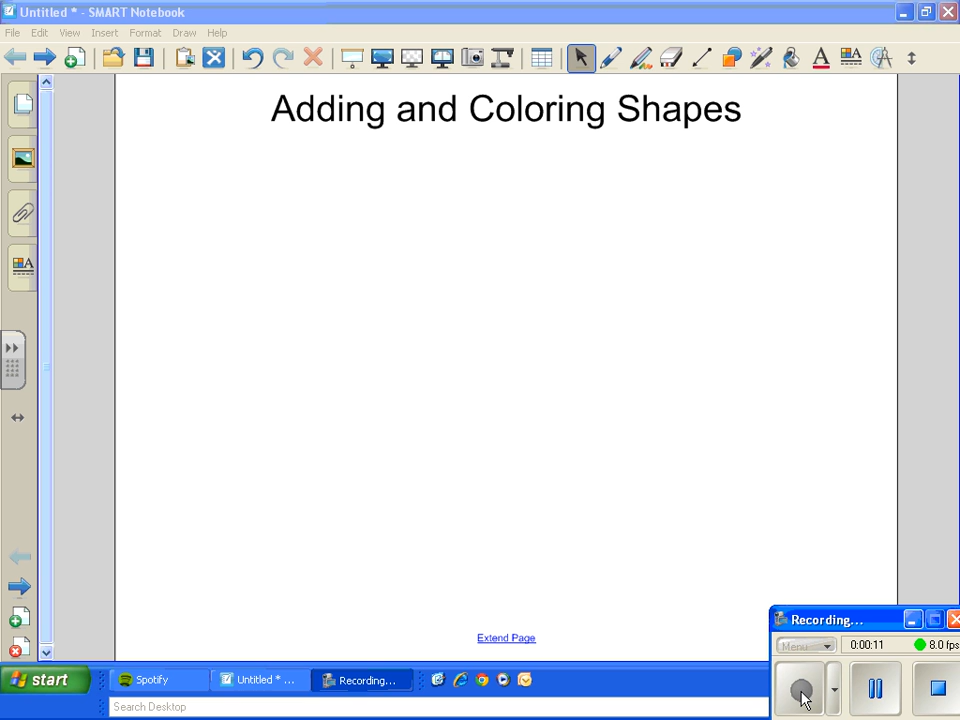 Untitled * - SMART Notebook
File Edit View Insert Format Draw Help
Adding and Coloring Shapes
Extend Page
Recording...
Menu 0:00:11 8.0 fps
start Spotify Untitled * ... Recording...
Search Desktop